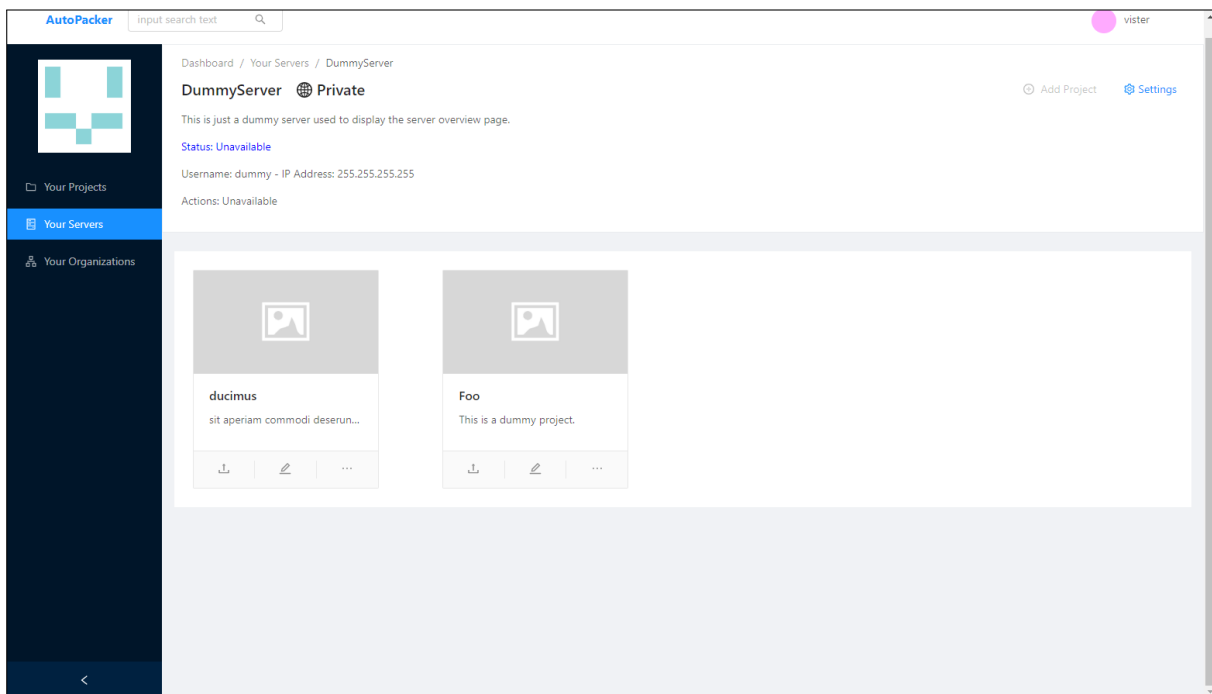 AutoPacker input search text vister
Dashboard / Your Servers / DummyServer
DummyServer Private
Add Project Settings
This is just a dummy server used to display the server overview page.
Status: Unavailable
Username: dummy - IP Address: 255.255.255.255
Actions: Unavailable
Your Projects
Your Servers
Your Organizations
ducimus
sit aperiam commodi deserun...
Foo
This is a dummy project.